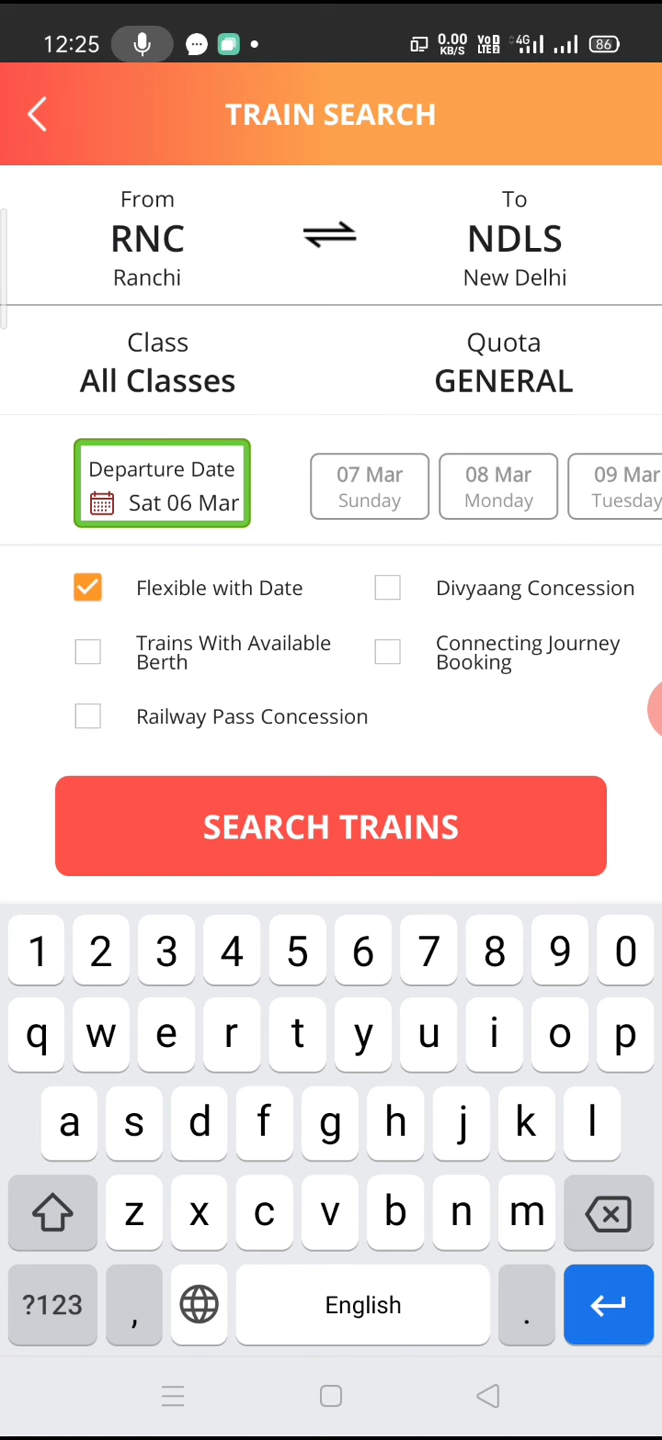 12:25
0.00 KB/S VoD LTE2 4G 86
TRAIN SEARCH
From
RNC
Ranchi
To
NDLS
New Delhi
Class
All Classes
Quota
GENERAL
Departure Date
Sat 06 Mar
07 Mar
Sunday
08 Mar
Monday
09 Mar
Tuesday
Flexible with Date
Divyaang Concession
Trains With Available
Berth
Connecting Journey
Booking
Railway Pass Concession
SEARCH TRAINS
1 2 3 4 5 6 7 8 9 0
q w e r t y u i o p
a s d f g h j k l
z x c v b n m
?123 , English .